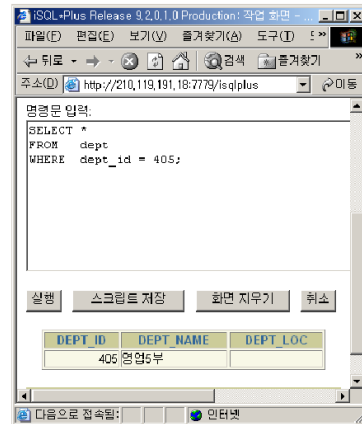 iSQL*Plus Release 9,2,0,1,0 Production: 작업 화면 - ...
파일(F) 편집(E) 보기(V) 즐겨찾기(A) 도구(T)
뒤로 검색 즐겨찾기
주소(D) http://210,119,191,18:7779/isqlplus 이동
명령문 입력:
SELECT *
FROM dept
WHERE dept_id = 405;
실행 스크립트 저장 화면 지우기 취소
DEPT_ID DEPT_NAME DEPT_LOC
405 영업5부
다음으로 접속됨: 인터넷